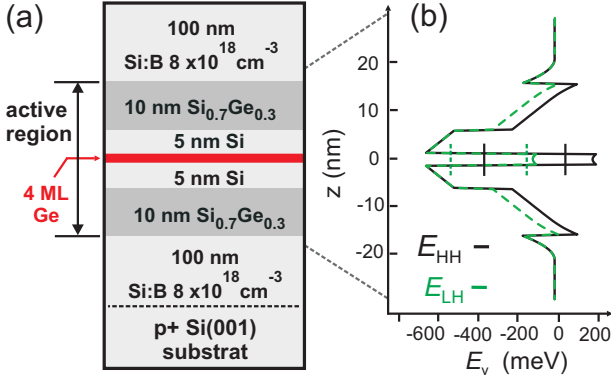 (a)
100 nm
Si:B 8 x10^18 cm^-3
active
region
10 nm Si0.7Ge0.3
5 nm Si
4 ML
Ge
5 nm Si
10 nm Si0.7Ge0.3
100 nm
Si:B 8 x10^18 cm^-3
p+ Si(001)
substrat
(b)
z (nm)
20
10
0
-10
-20
EHH
ELH
-600 -400 -200 0 200
Ev (meV)